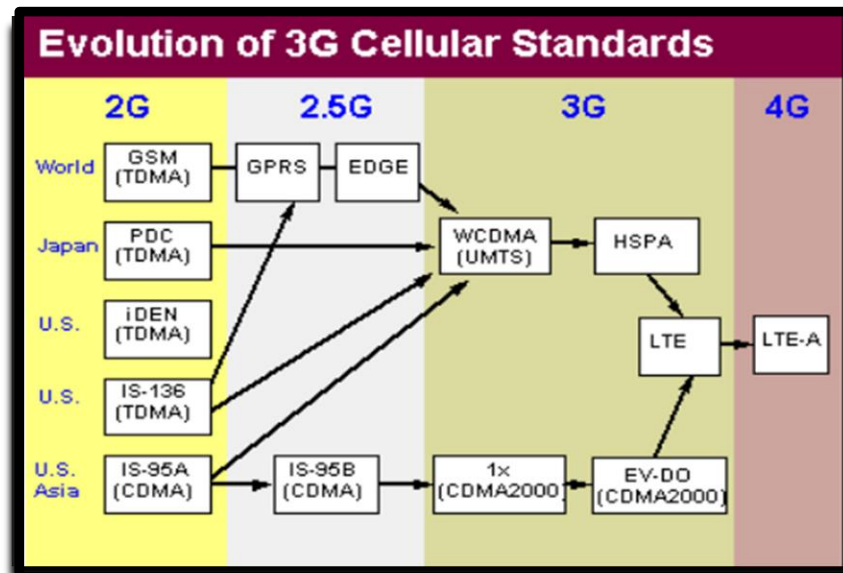 Evolution of 3G Cellular Standards
2G 2.5G 3G 4G
World
GSM
(TDMA)
GPRS
EDGE
Japan
PDC
(TDMA)
WCDMA
(UMTS)
HSPA
U.S.
iDEN
(TDMA)
LTE
LTE-A
U.S.
IS-136
(TDMA)
U.S.
Asia
IS-95A
(CDMA)
IS-95B
(CDMA)
1x
(CDMA2000)
EV-DO
(CDMA2000)